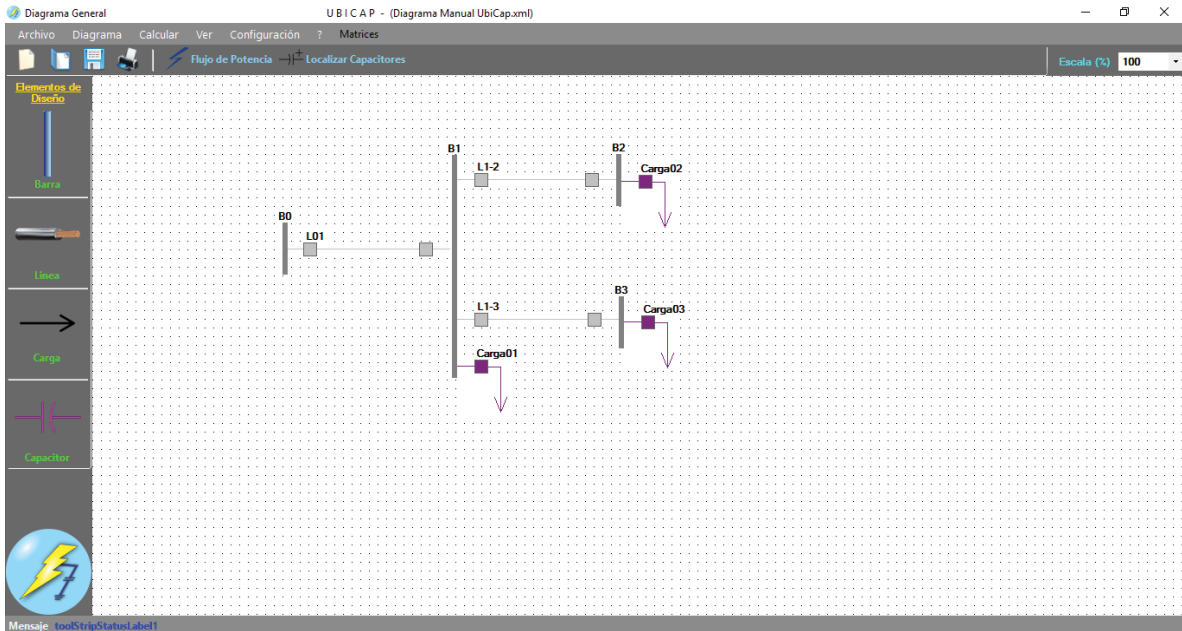 Diagrama General
U B I C A P - (Diagrama Manual UbiCap.xml)
Archivo Diagrama Calcular Ver Configuración ? Matrices
Flujo de Potencia Localizar Capacitores
Escala (%) 100
Elementos de
Diseño
Barra
Línea
Carga
Capacitor
B0
L01
B1
L1-2
B2
Carga02
L1-3
B3
Carga03
Carga01
Mensaje toolStripStatusLabel1